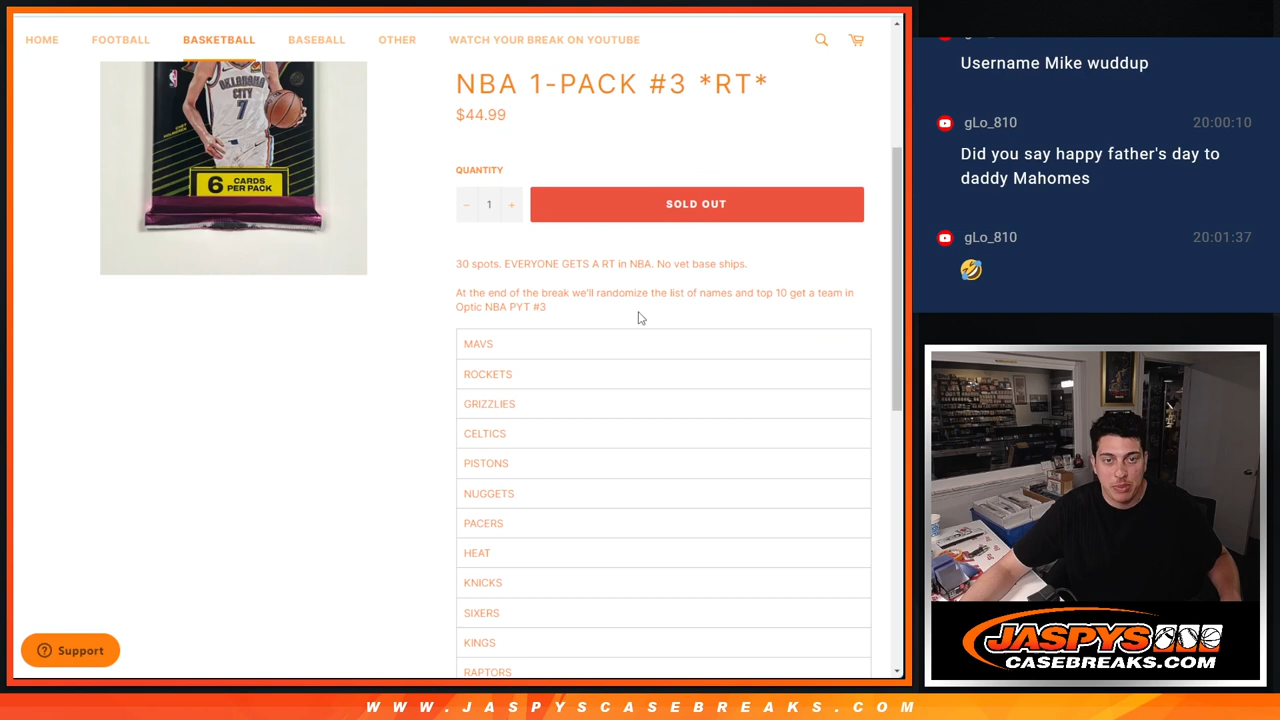 HOME FOOTBALL BASKETBALL BASEBALL OTHER WATCH YOUR BREAK ON YOUTUBE
OKLAHOMA
CITY
7
6 CARDS
PER PACK
NBA 1-PACK #3 *RT*
$44.99
QUANTITY
− 1 + SOLD OUT
30 spots. EVERYONE GETS A RT in NBA. No vet base ships.
At the end of the break we'll randomize the list of names and top 10 get a team in
Optic NBA PYT #3
MAVS
ROCKETS
GRIZZLIES
CELTICS
PISTONS
NUGGETS
PACERS
HEAT
KNICKS
SIXERS
KINGS
RAPTORS
Support
Username Mike wuddup
gLo_810 20:00:10
Did you say happy father's day to
daddy Mahomes
gLo_810 20:01:37
🤣
JASPYS
CASEBREAKS.COM
WWW.JASPYSCASEBREAKS.COM